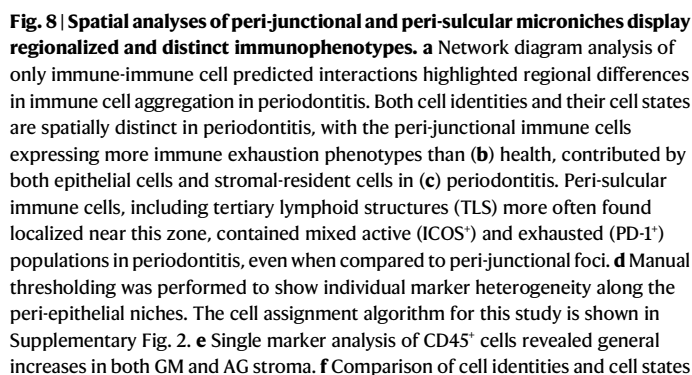 Fig. 8 | Spatial analyses of peri-junctional and peri-sulcular microniches display
regionalized and distinct immunophenotypes. a Network diagram analysis of
only immune-immune cell predicted interactions highlighted regional differences
in immune cell aggregation in periodontitis. Both cell identities and their cell states
are spatially distinct in periodontitis, with the peri-junctional immune cells
expressing more immune exhaustion phenotypes than (b) health, contributed by
both epithelial cells and stromal-resident cells in (c) periodontitis. Peri-sulcular
immune cells, including tertiary lymphoid structures (TLS) more often found
localized near this zone, contained mixed active (ICOS⁺) and exhausted (PD-1⁺)
populations in periodontitis, even when compared to peri-junctional foci. d Manual
thresholding was performed to show individual marker heterogeneity along the
peri-epithelial niches. The cell assignment algorithm for this study is shown in
Supplementary Fig. 2. e Single marker analysis of CD45⁺ cells revealed general
increases in both GM and AG stroma. f Comparison of cell identities and cell states